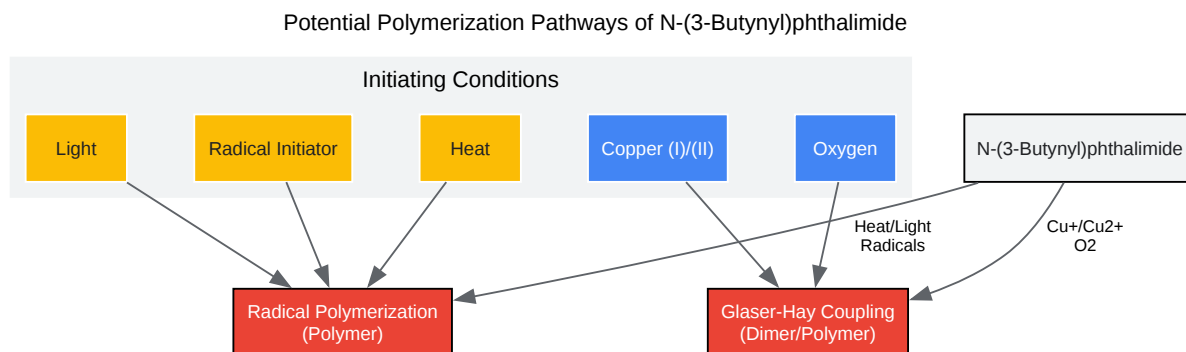 Potential Polymerization Pathways of N-(3-Butynyl)phthalimide
Initiating Conditions
Light
Radical Initiator
Heat
Copper (I)/(II)
Oxygen
N-(3-Butynyl)phthalimide
Heat/Light
Radicals
Cu+/Cu2+
O2
Radical Polymerization
(Polymer)
Glaser-Hay Coupling
(Dimer/Polymer)